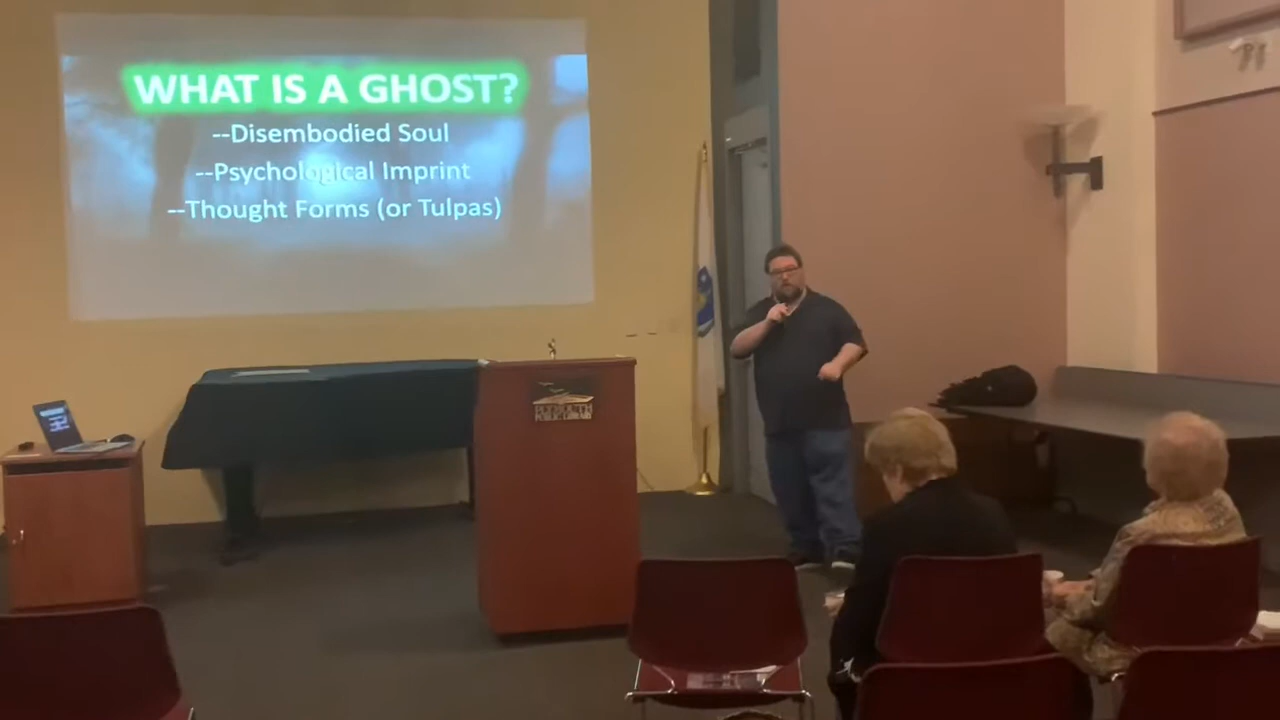 WHAT IS A GHOST?
--Disembodied Soul
--Psychological Imprint
--Thought Forms (or Tulpas)